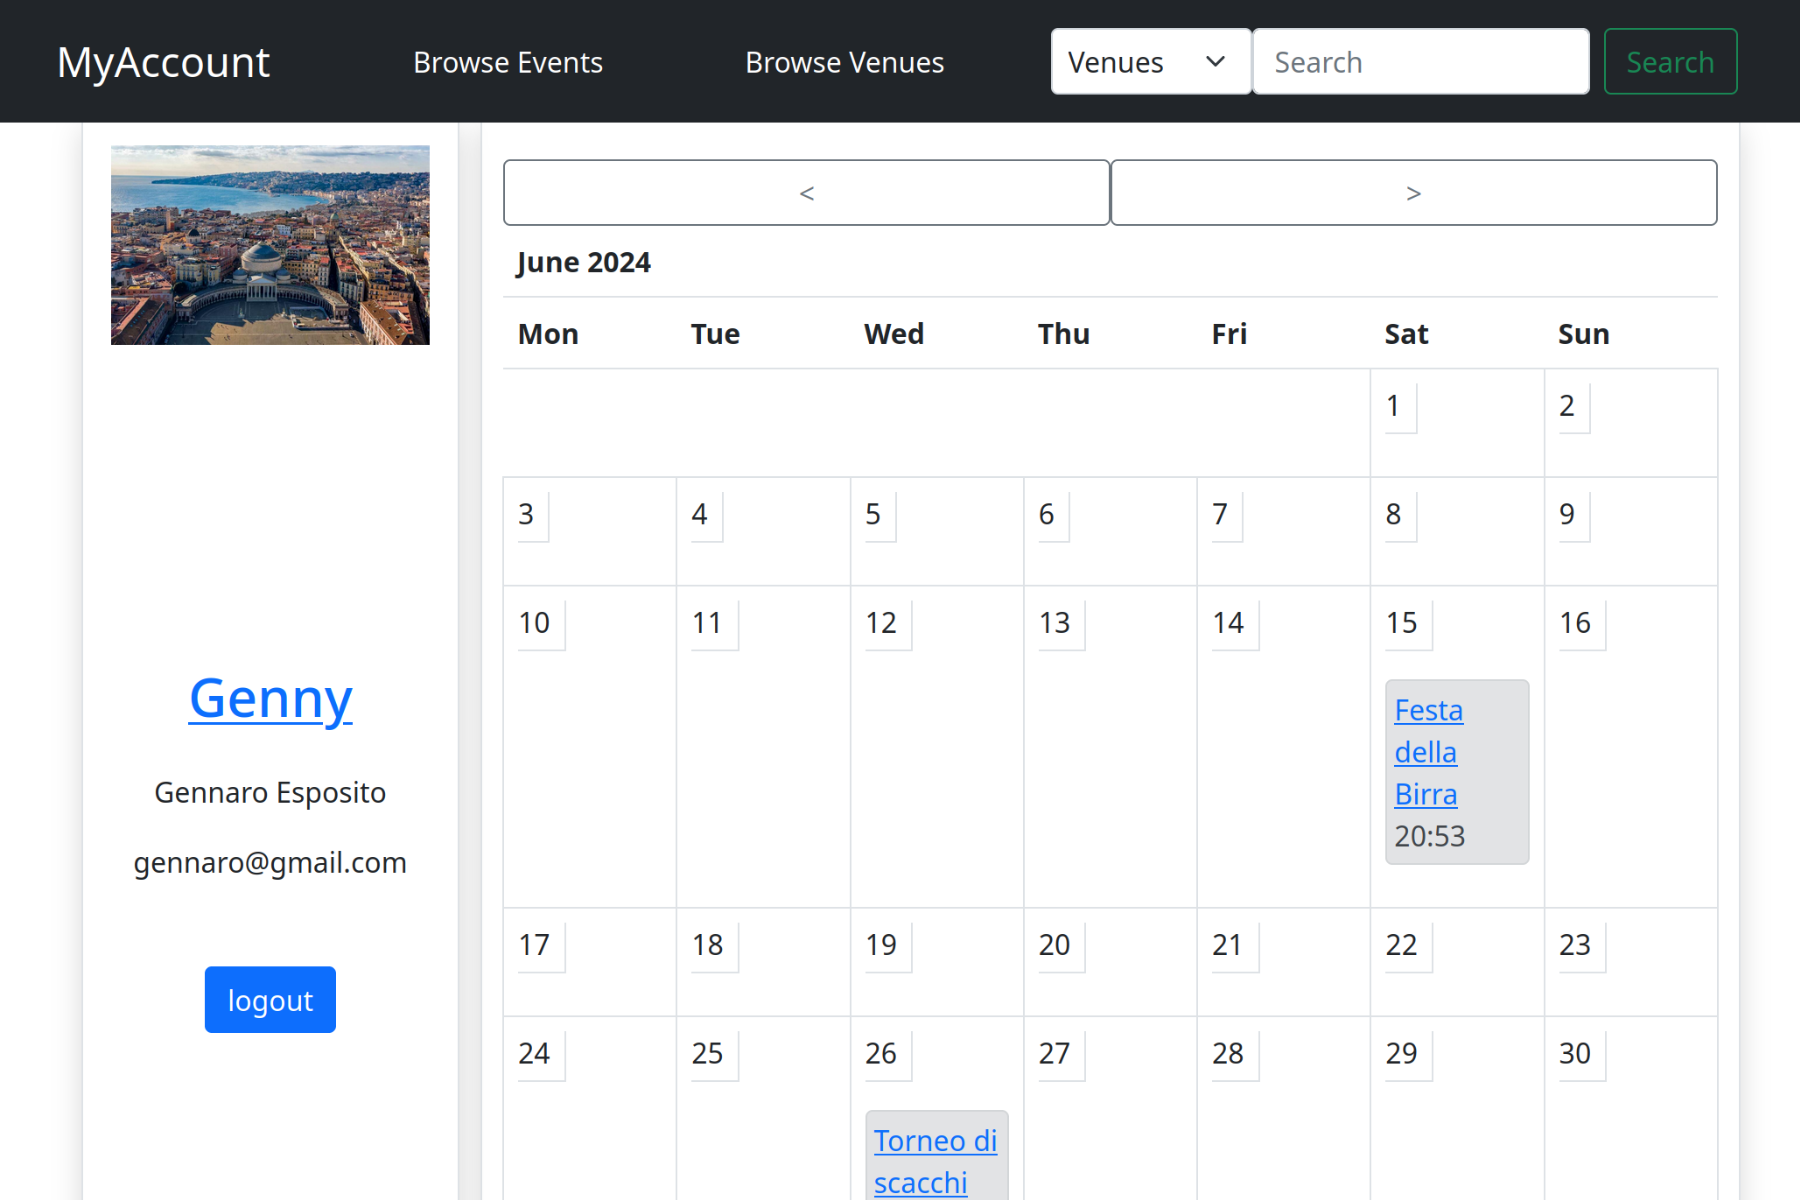 MyAccount Browse Events Browse Venues Venues Search Search
< >
June 2024
Mon Tue Wed Thu Fri Sat Sun
1 2
3 4 5 6 7 8 9
10 11 12 13 14 15 16
Festa
della
Birra
20:53
17 18 19 20 21 22 23
24 25 26 27 28 29 30
Torneo di
scacchi
Genny
Gennaro Esposito
gennaro@gmail.com
logout